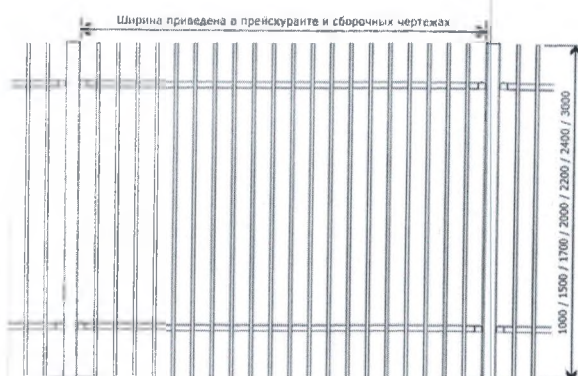 Ширина приведена в прейскуранте и сборочных чертежах
1000 / 1500 / 1700 / 2000 / 2200 / 2400 / 3000